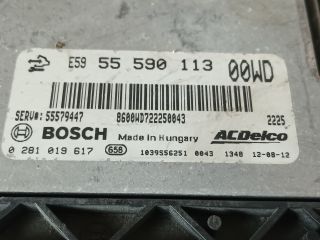 E59 55 590 113 00WD
SERV#: 55579447 8600WD722250043 2225
BOSCH Made in Hungary ACDelco
0 281 019 617 G58 1039S56251 0043 1348 12-08-12